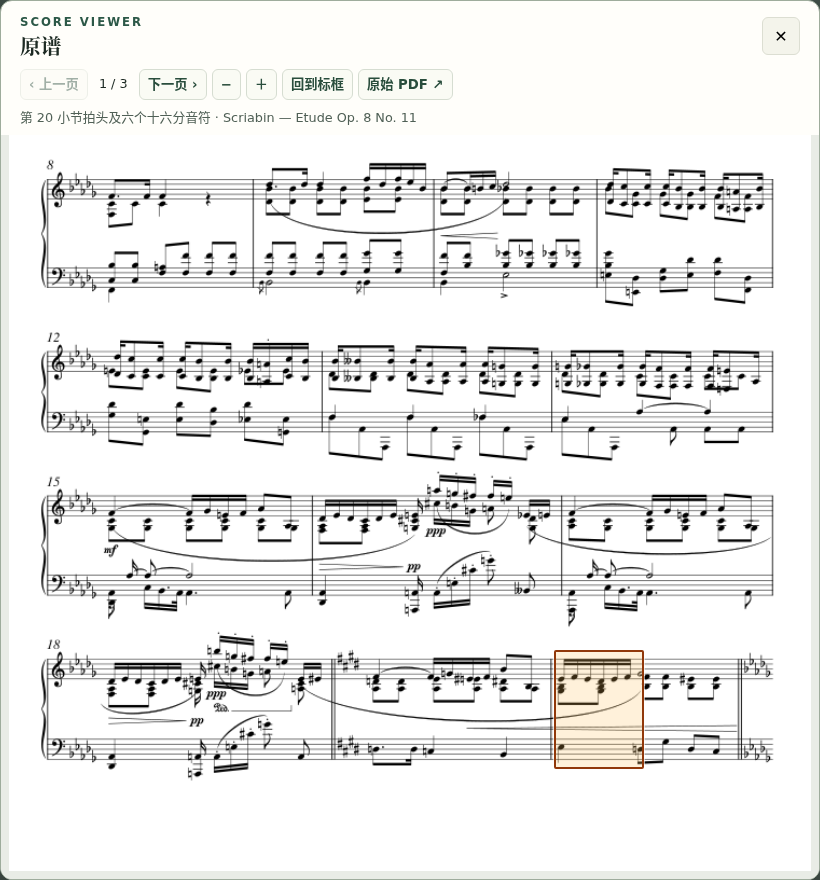 SCORE VIEWER
原谱
✕
‹ 上一页 1 / 3 下一页 › − + 回到标框 原始 PDF ↗
第 20 小节拍头及六个十六分音符 · Scriabin — Etude Op. 8 No. 11
8
12
15
mf
ppp
pp
18
ppp
pp